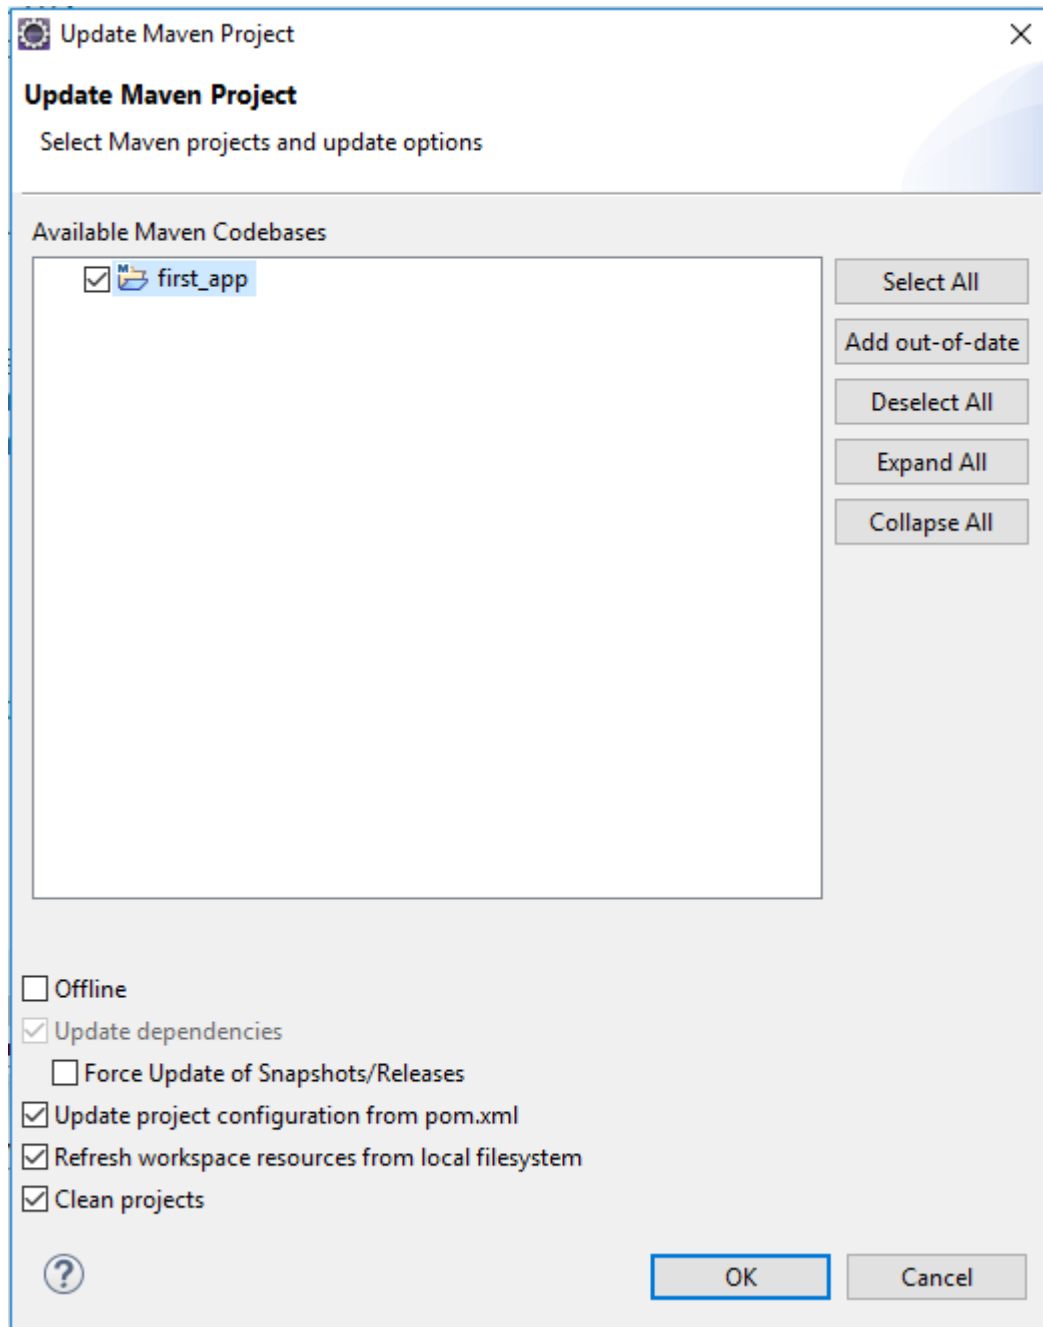 Update Maven Project
Update Maven Project
Select Maven projects and update options
Available Maven Codebases
first_app
Select All
Add out-of-date
Deselect All
Expand All
Collapse All
Offline
Update dependencies
Force Update of Snapshots/Releases
Update project configuration from pom.xml
Refresh workspace resources from local filesystem
Clean projects
?
OK
Cancel